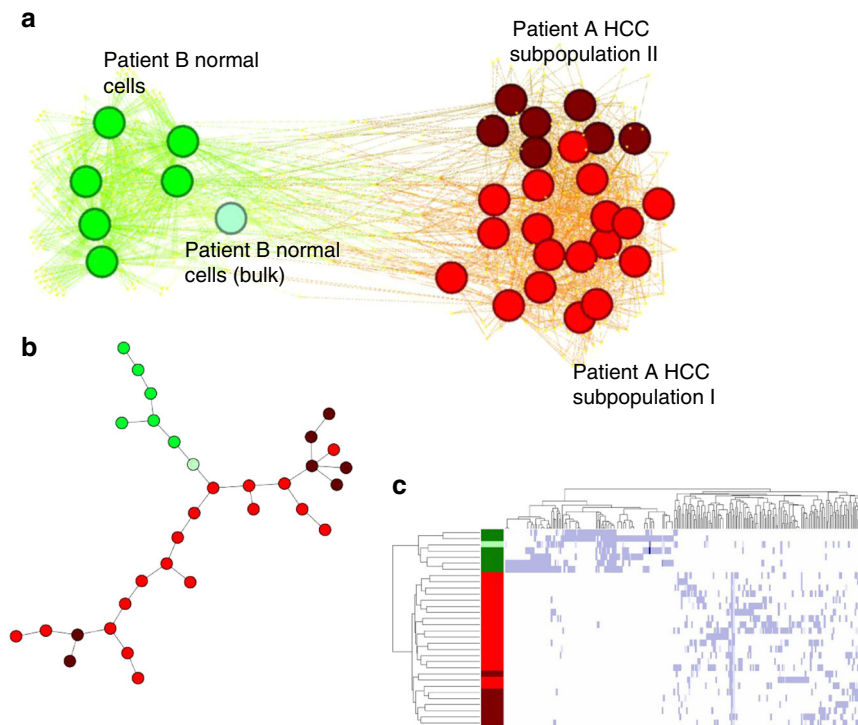 a
Patient B normal
cells
Patient A HCC
subpopulation II
Patient B normal
cells (bulk)
Patient A HCC
subpopulation I
b
c